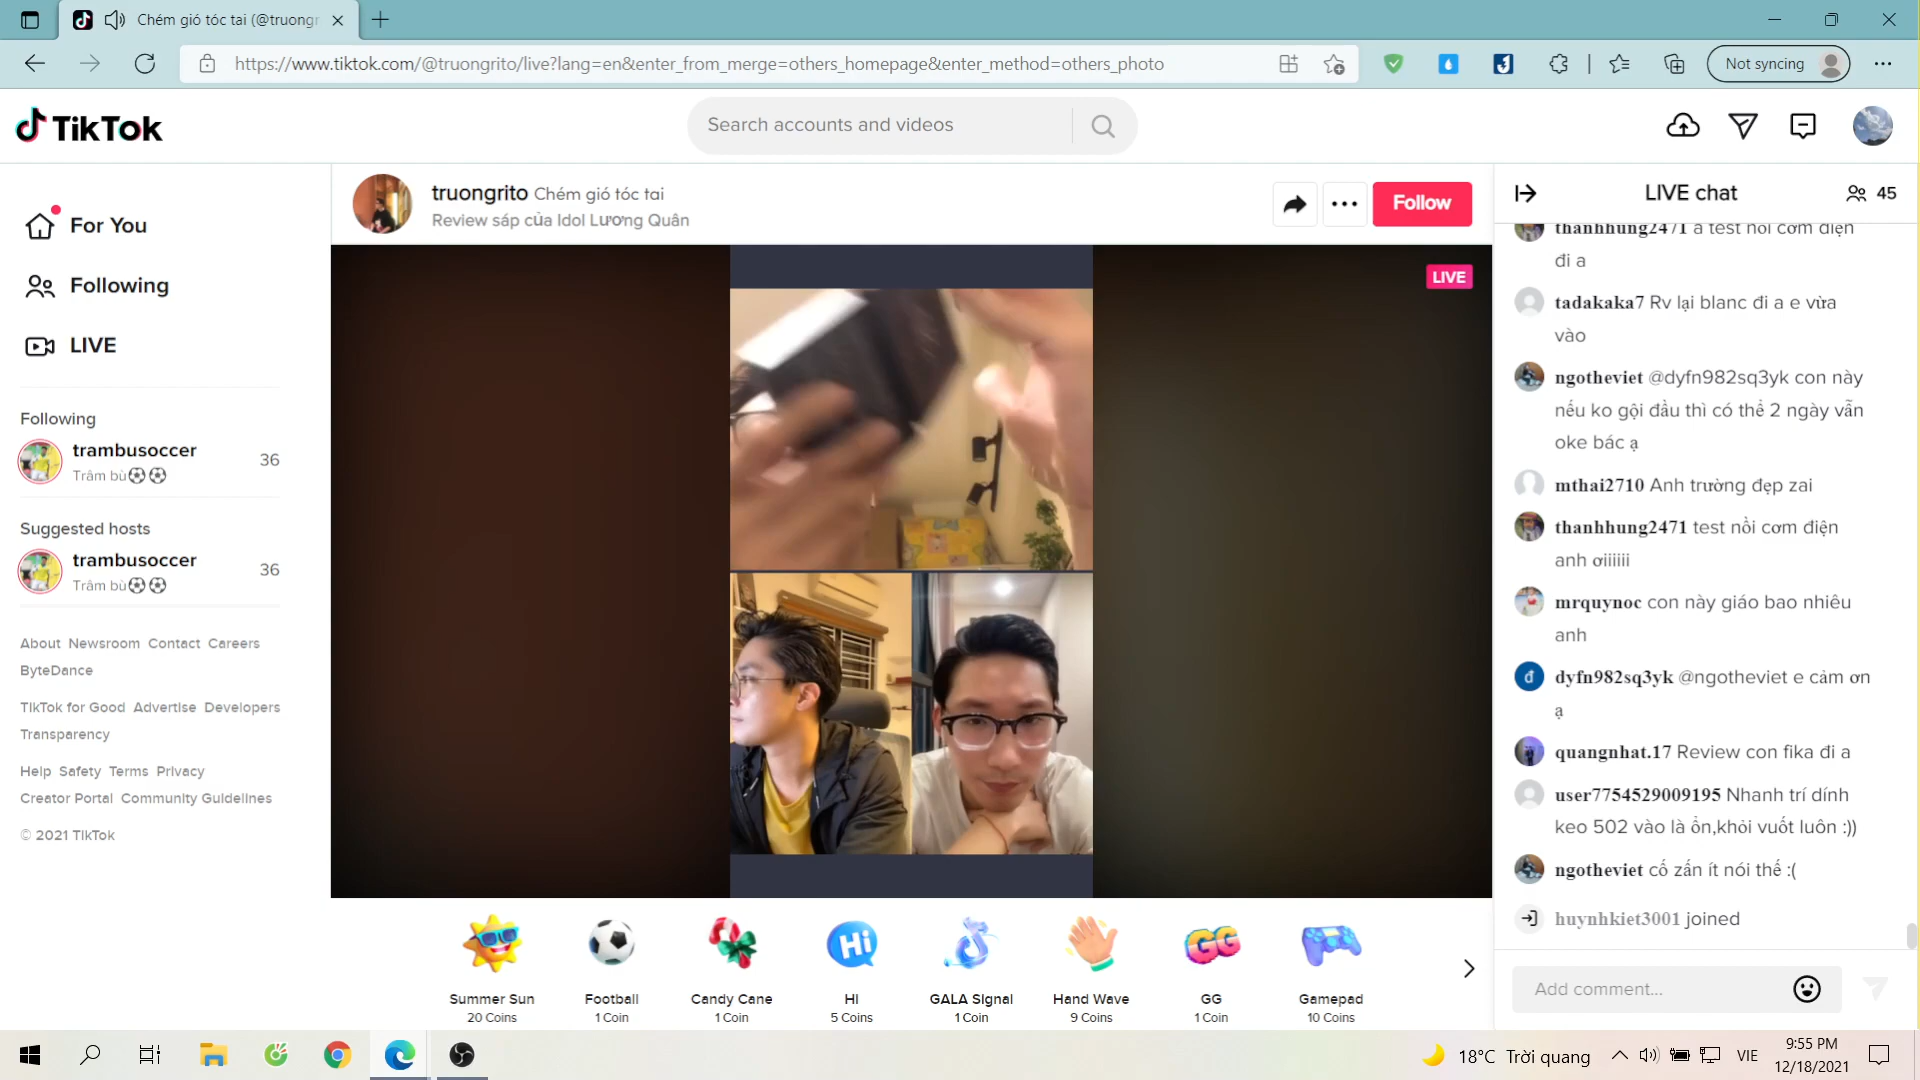 Chém gió tóc tai (@truongr
https://www.tiktok.com/@truongrito/live?lang=en&enter_from_merge=others_homepage&enter_method=others_photo
Not syncing
TikTok
Search accounts and videos
For You
Following
LIVE
Following
trambusoccer
Trâm bù⚽⚽
36
Suggested hosts
trambusoccer
Trâm bù⚽⚽
36
About Newsroom Contact Careers
ByteDance
TikTok for Good Advertise Developers
Transparency
Help Safety Terms Privacy
Creator Portal Community Guidelines
© 2021 TikTok
truongrito Chém gió tóc tai
Review sáp của Idol Lương Quân
Follow
LIVE
Summer Sun
20 Coins
Football
1 Coin
Candy Cane
1 Coin
Hi
HI
5 Coins
GALA Signal
1 Coin
Hand Wave
9 Coins
GG
GG
1 Coin
Gamepad
10 Coins
LIVE chat
45
thanhhung2471 a test nồi cơm điện
đi a
tadakaka7 Rv lại blanc đi a e vừa
vào
ngotheviet @dyfn982sq3yk con này
nếu ko gội đầu thì có thể 2 ngày vẫn
oke bác ạ
mthai2710 Anh trường đẹp zai
thanhhung2471 test nồi cơm điện
anh ơiiiiii
mrquynoc con này giáo bao nhiêu
anh
đ
dyfn982sq3yk @ngotheviet e cảm ơn
ạ
quangnhat.17 Review con fika đi a
user7754529009195 Nhanh trí dính
keo 502 vào là ổn,khỏi vuốt luôn :))
ngotheviet cố zấn ít nói thế :(
huynhkiet3001 joined
Add comment...
18°C Trời quang
VIE
9:55 PM
12/18/2021